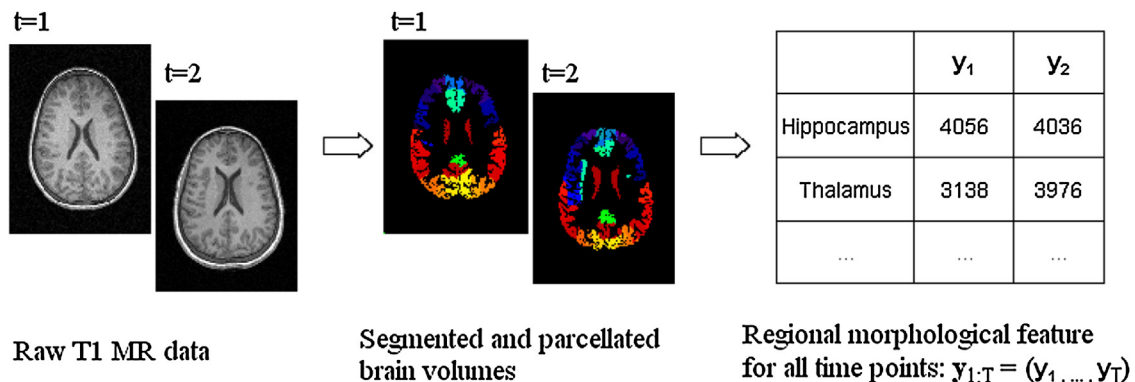 t=1
t=2
t=1
t=2
y₁ y₂
Hippocampus 4056 4036
Thalamus 3138 3976
... ... ...
Raw T1 MR data
Segmented and parcellated
brain volumes
Regional morphological feature
for all time points: y₁:T = (y₁,...,yT)